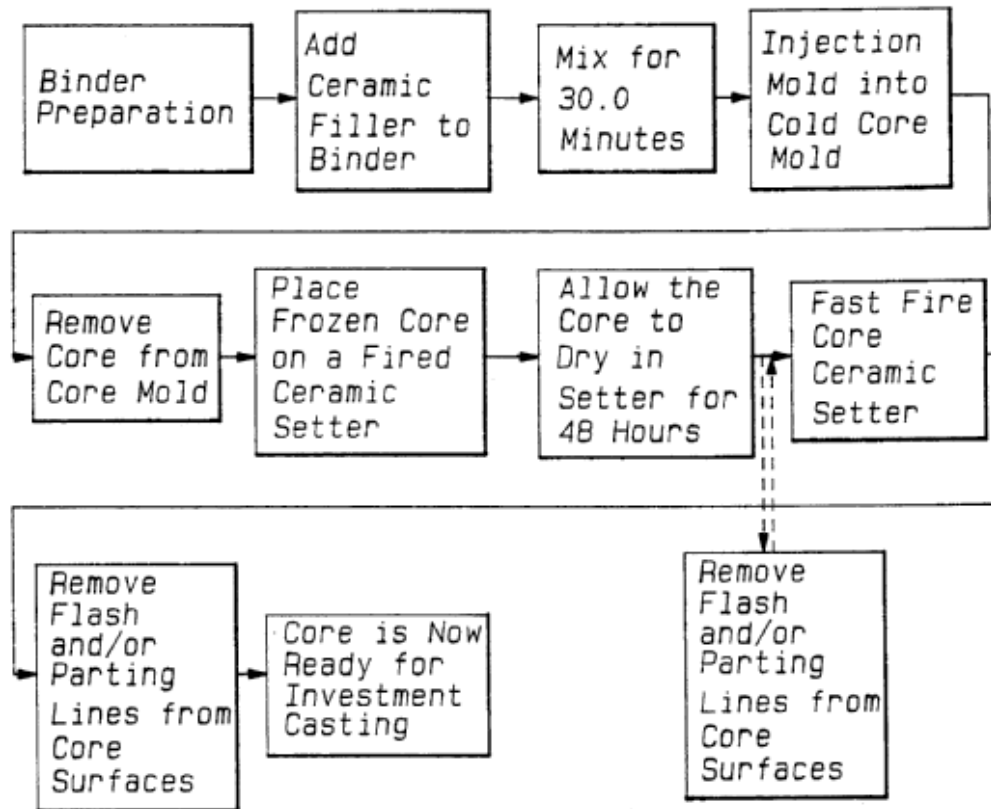 Binder
Preparation
Add
Ceramic
Filler to
Binder
Mix for
30.0
Minutes
Injection
Mold into
Cold Core
Mold
Remove
Core from
Core Mold
Place
Frozen Core
on a Fired
Ceramic
Setter
Allow the
Core to
Dry in
Setter for
48 Hours
Fast Fire
Core
Ceramic
Setter
Remove
Flash
and/or
Parting
Lines from
Core
Surfaces
Core is Now
Ready for
Investment
Casting
Remove
Flash
and/or
Parting
Lines from
Core
Surfaces